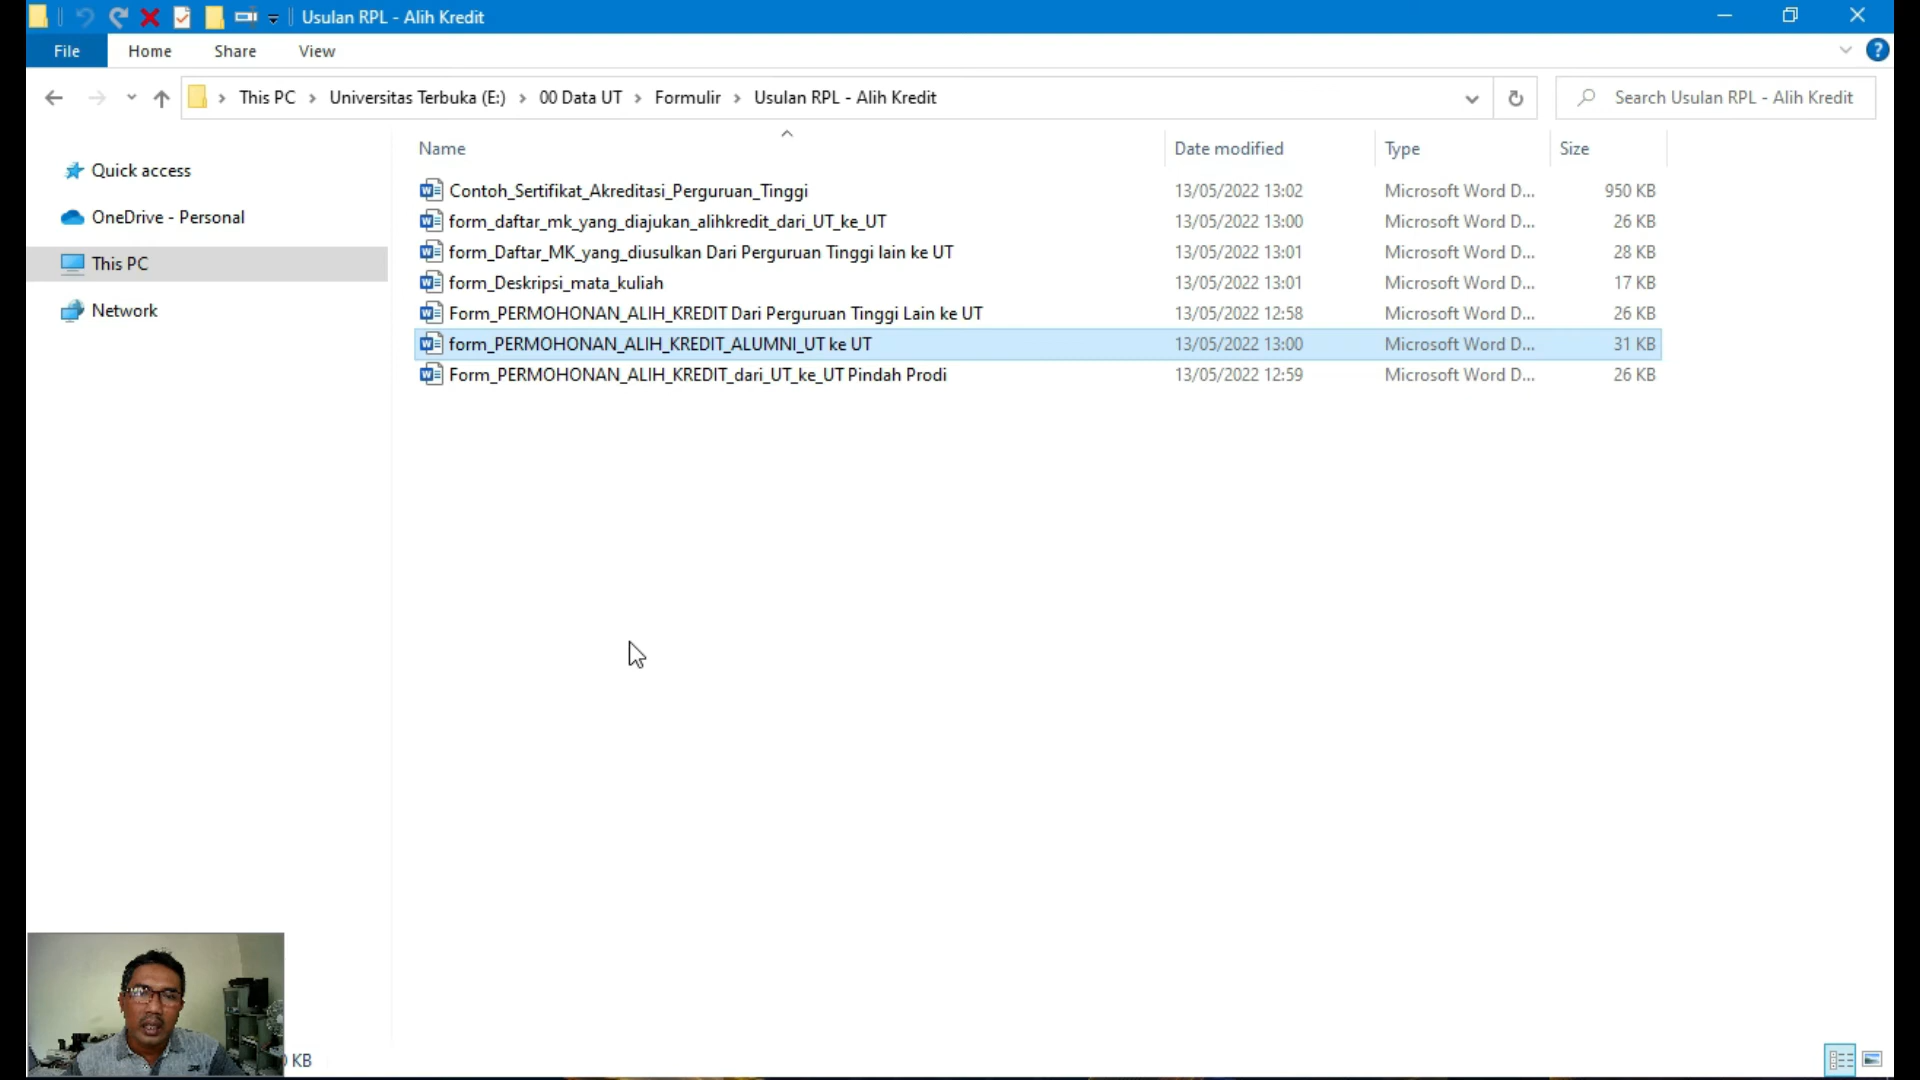 Usulan RPL - Alih Kredit
File Home Share View
This PC Universitas Terbuka (E:) 00 Data UT Formulir Usulan RPL - Alih Kredit Search Usulan RPL - Alih Kredit
Quick access
OneDrive - Personal
This PC
Network
Name Date modified Type Size
Contoh_Sertifikat_Akreditasi_Perguruan_Tinggi 13/05/2022 13:02 Microsoft Word D... 950 KB
form_daftar_mk_yang_diajukan_alihkredit_dari_UT_ke_UT 13/05/2022 13:00 Microsoft Word D... 26 KB
form_Daftar_MK_yang_diusulkan Dari Perguruan Tinggi lain ke UT 13/05/2022 13:01 Microsoft Word D... 28 KB
form_Deskripsi_mata_kuliah 13/05/2022 13:01 Microsoft Word D... 17 KB
Form_PERMOHONAN_ALIH_KREDIT Dari Perguruan Tinggi Lain ke UT 13/05/2022 12:58 Microsoft Word D... 26 KB
form_PERMOHONAN_ALIH_KREDIT_ALUMNI_UT ke UT 13/05/2022 13:00 Microsoft Word D... 31 KB
Form_PERMOHONAN_ALIH_KREDIT_dari_UT_ke_UT Pindah Prodi 13/05/2022 12:59 Microsoft Word D... 26 KB
KB